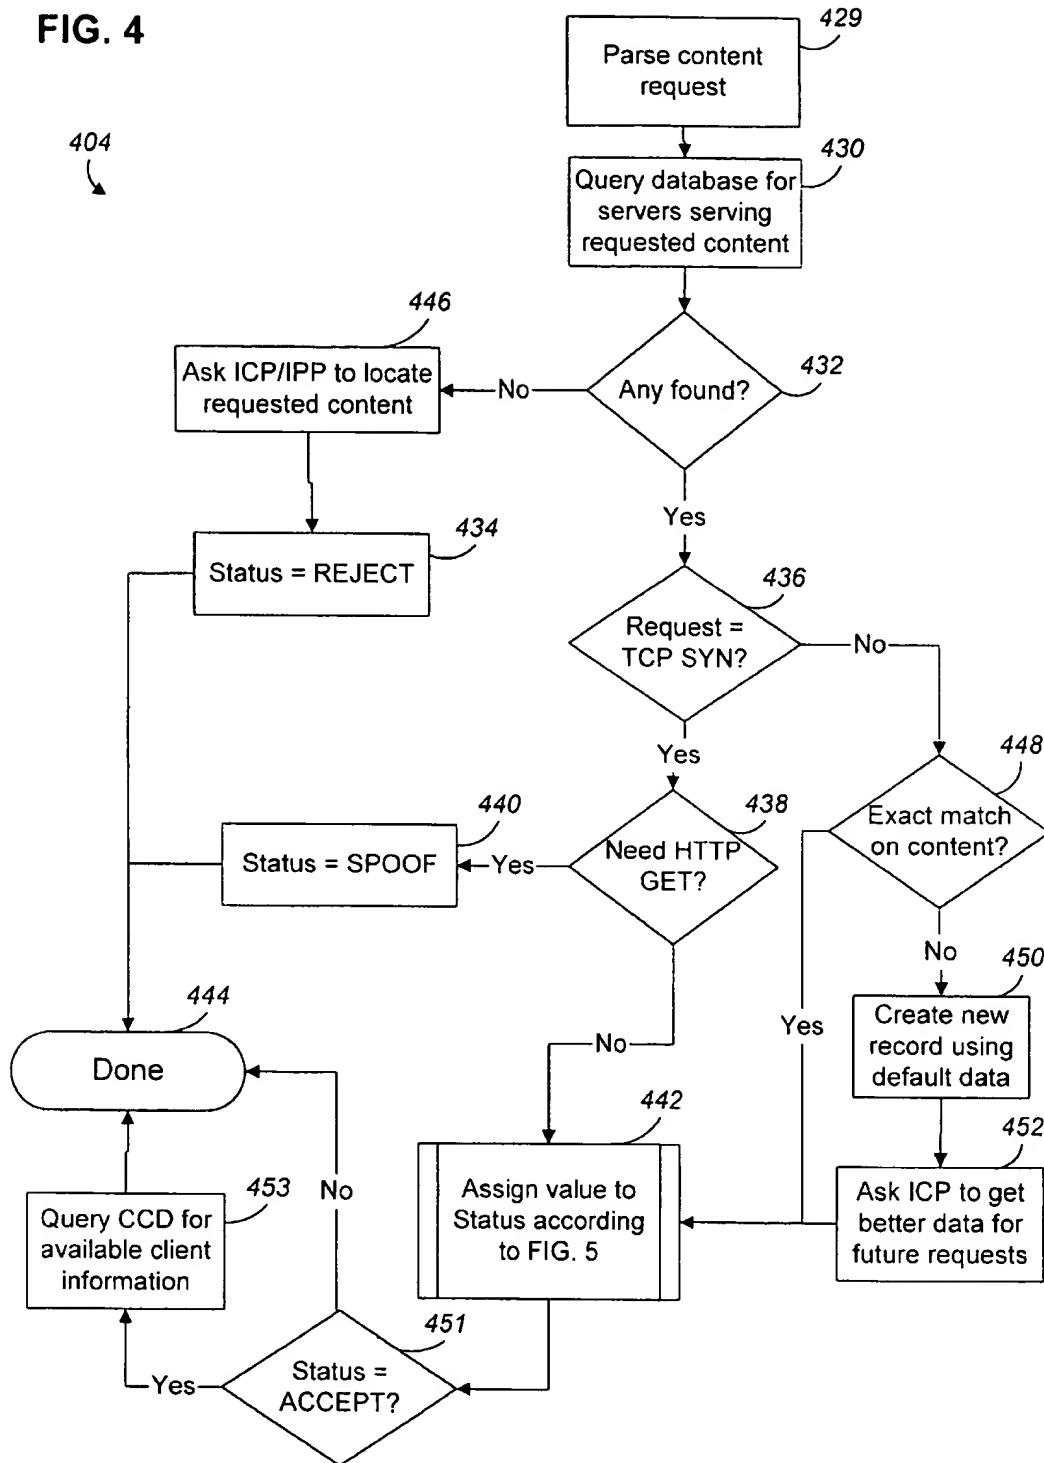 FIG. 4
404
429
Parse content
request
430
Query database for
servers serving
requested content
446
Ask ICP/IPP to locate
requested content
No
432
Any found?
Yes
434
Status = REJECT
436
Request =
TCP SYN?
No
Yes
448
Exact match
on content?
440
Status = SPOOF
Yes
438
Need HTTP
GET?
No
450
Create new
record using
default data
Yes
444
Done
No
442
Assign value to
Status according
to FIG. 5
452
Ask ICP to get
better data for
future requests
453
Query CCD for
available client
information
No
451
Status =
ACCEPT?
Yes